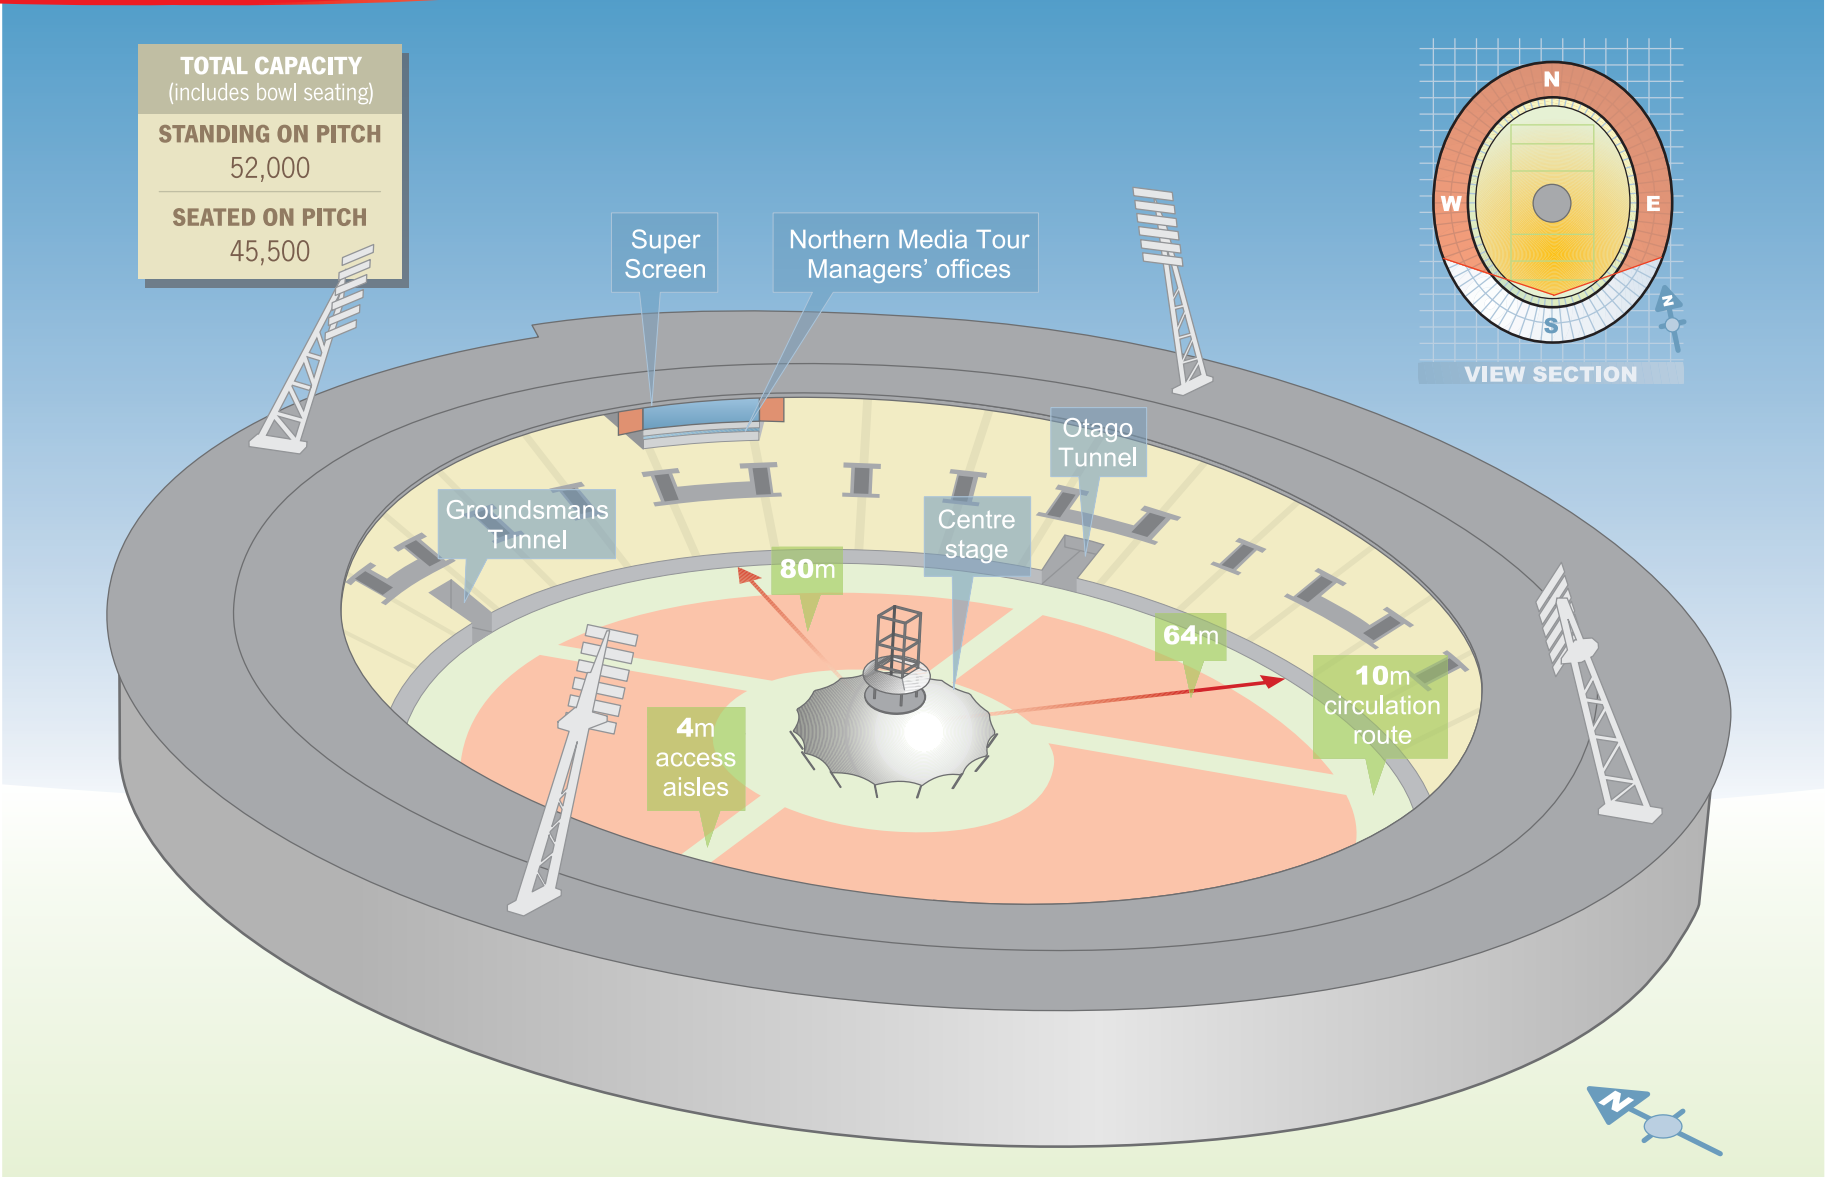 TOTAL CAPACITY
(includes bowl seating)
STANDING ON PITCH
52,000
SEATED ON PITCH
45,500
N
W
E
S
N
VIEW SECTION
Super
Screen
Northern Media Tour
Managers’ offices
Otago
Tunnel
Groundsmans
Tunnel
Centre
stage
80m
64m
10m
circulation
route
4m
access
aisles
N